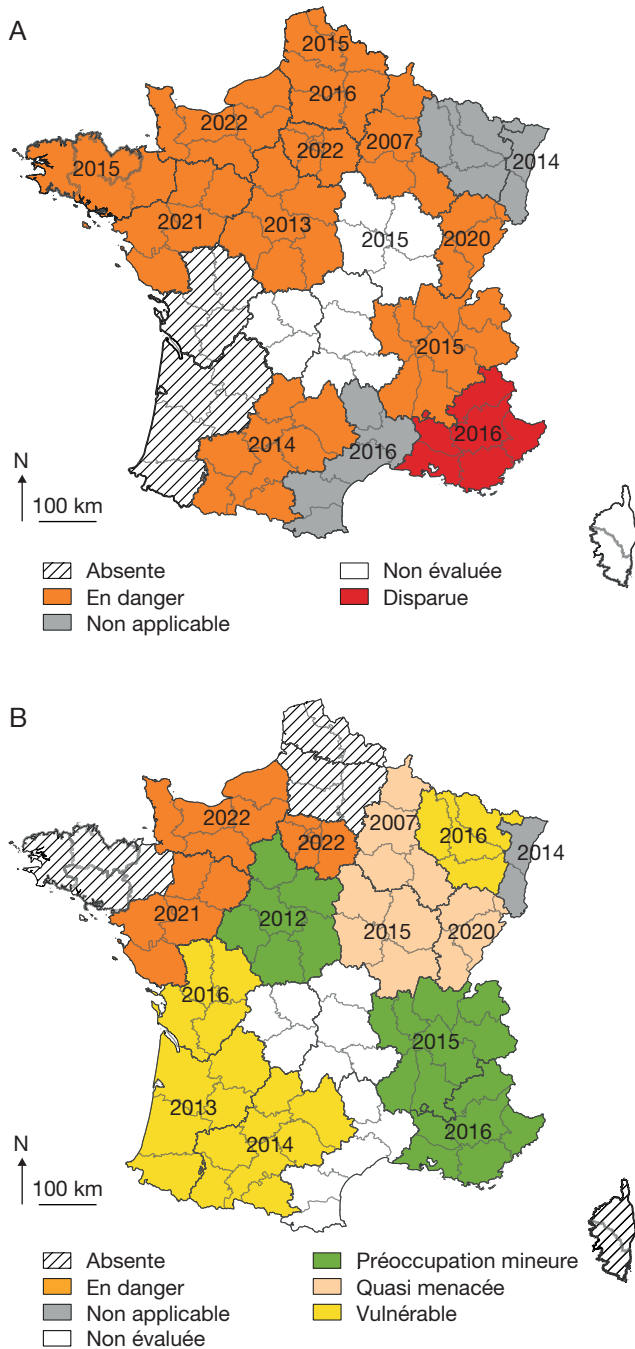 A
2015
2016
2022
2022
2007
2014
2015
2021
2013
2015
2020
2015
2014
2016
2016
N
100 km
Absente
En danger
Non applicable
Non évaluée
Disparue
B
2022
2007
2016
2022
2014
2021
2012
2015
2020
2016
2015
2013
2014
2016
N
100 km
Absente
En danger
Non applicable
Non évaluée
Préoccupation mineure
Quasi menacée
Vulnérable